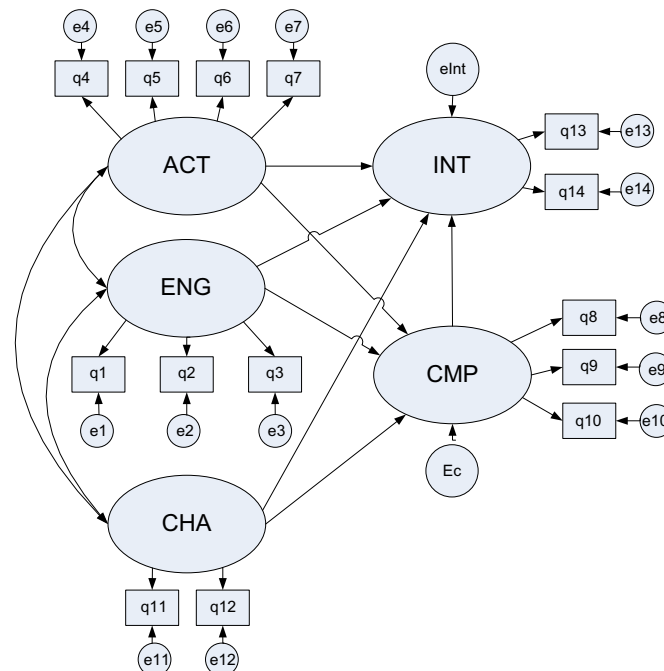 e4 e5 e6 e7
q4 q5 q6 q7
eInt
ACT INT
q13 e13
q14 e14
ENG
q1 q2 q3
e1 e2 e3
CMP
q8 e8
q9 e9
q10 e10
Ec
CHA
q11 q12
e11 e12